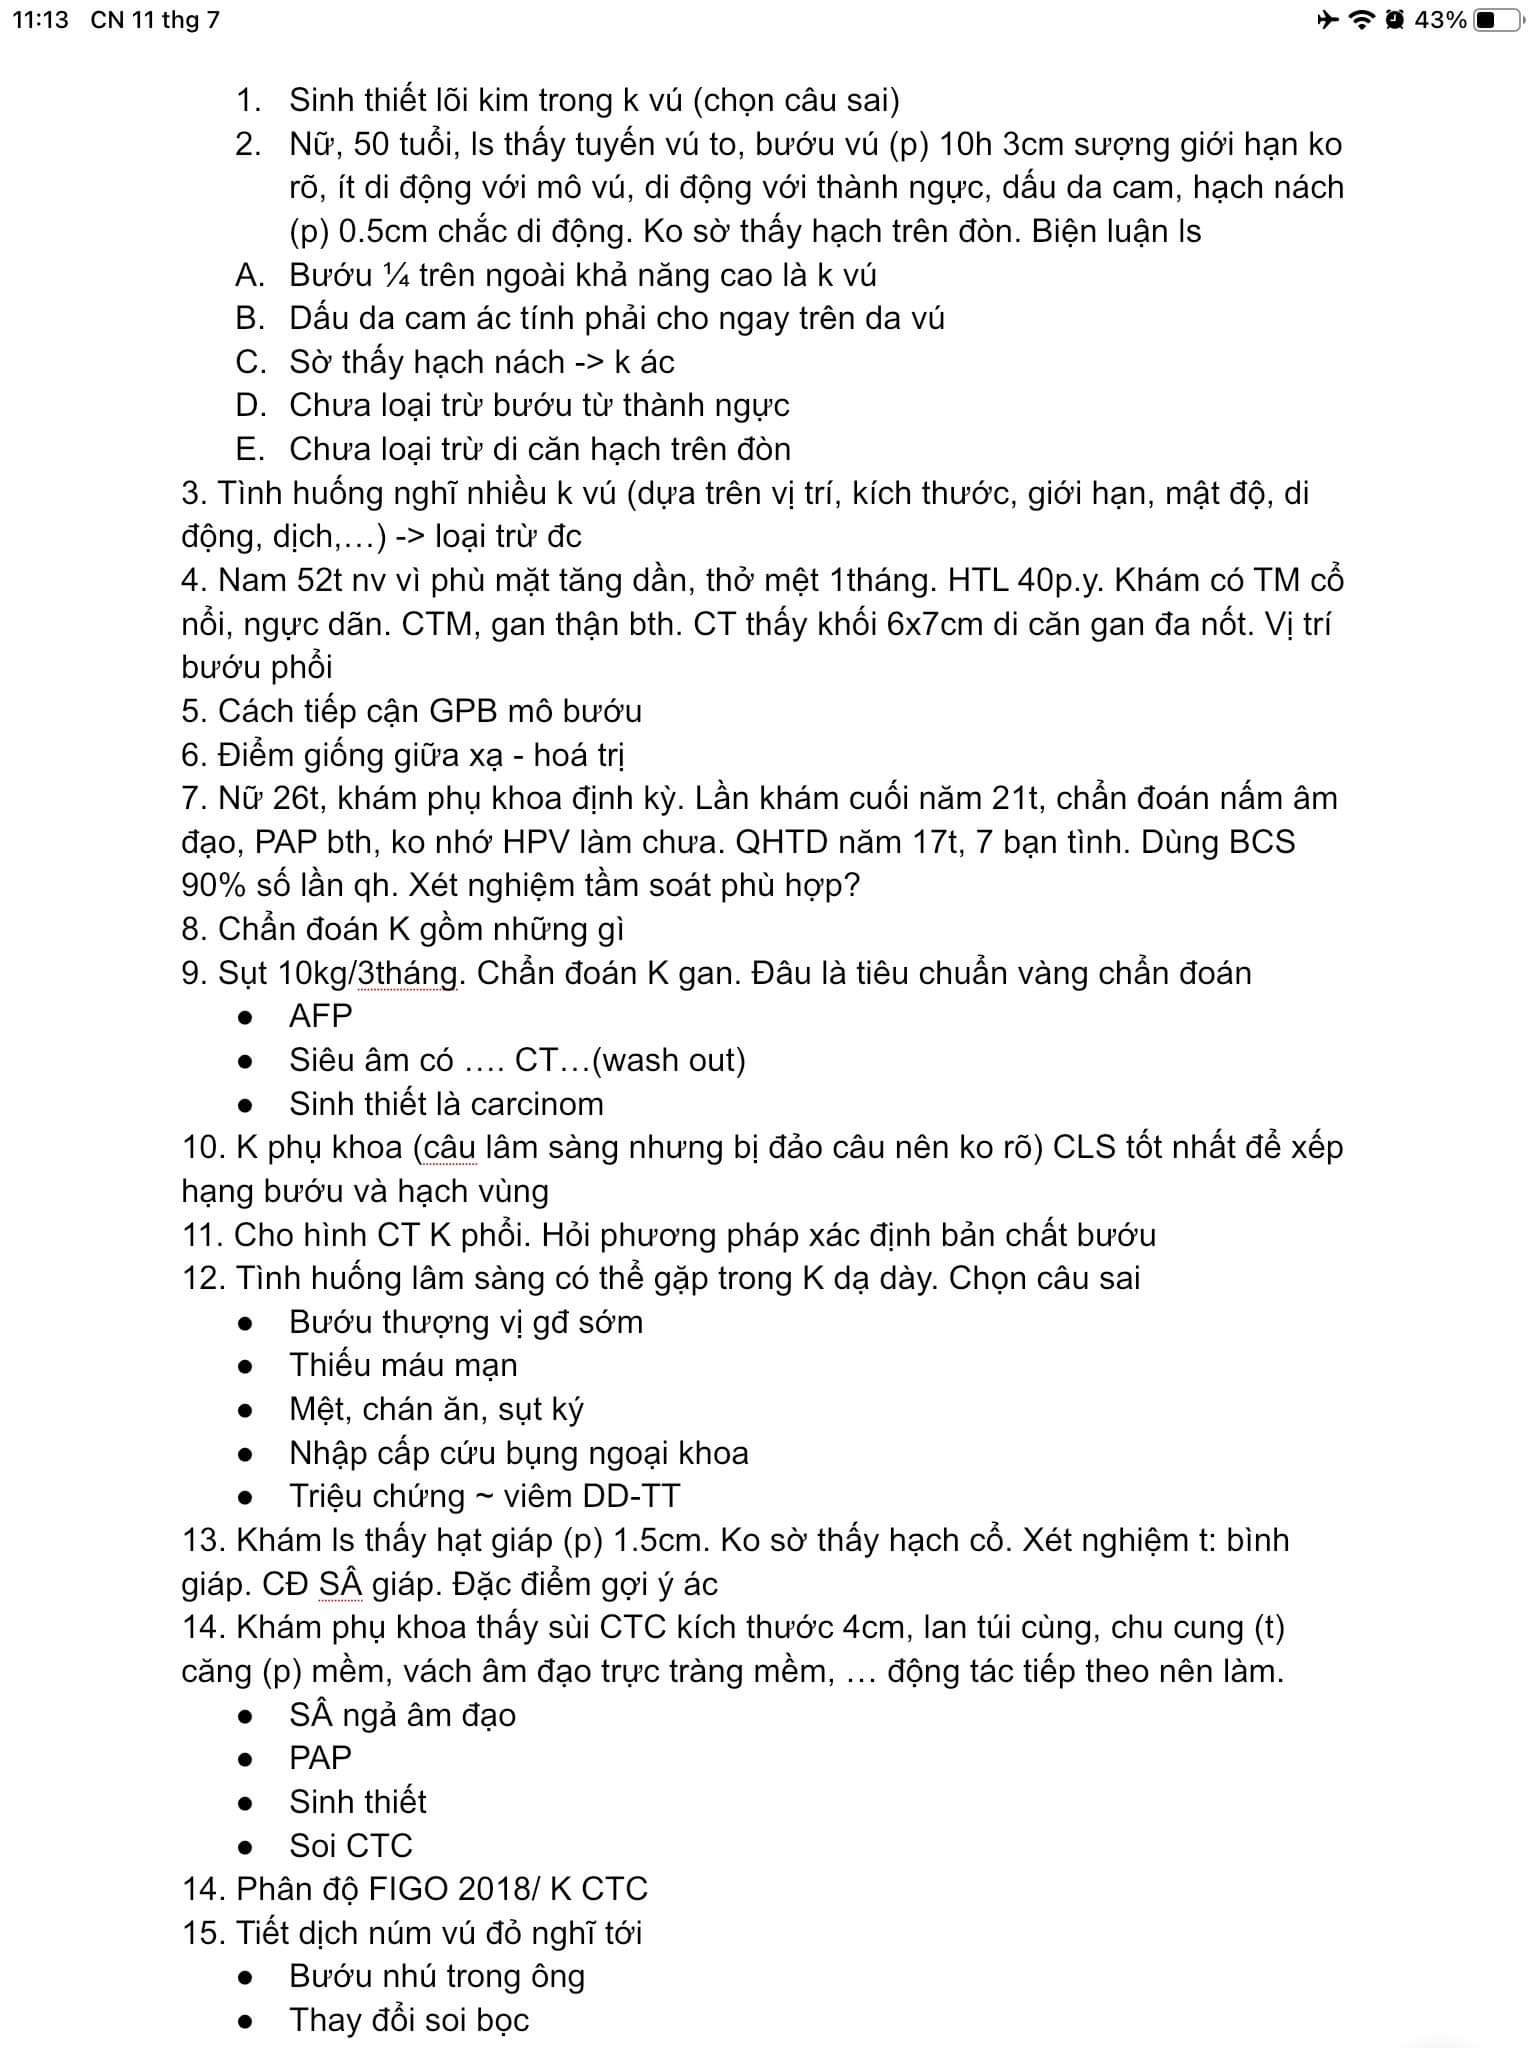 11:13 CN 11 thg 7
43%
1. Sinh thiết lõi kim trong k vú (chọn câu sai)
2. Nữ, 50 tuổi, ls thấy tuyến vú to, bướu vú (p) 10h 3cm sượng giới hạn ko
rõ, ít di động với mô vú, di động với thành ngực, dấu da cam, hạch nách
(p) 0.5cm chắc di động. Ko sờ thấy hạch trên đòn. Biện luận ls
A. Bướu ¼ trên ngoài khả năng cao là k vú
B. Dấu da cam ác tính phải cho ngay trên da vú
C. Sờ thấy hạch nách -> k ác
D. Chưa loại trừ bướu từ thành ngực
E. Chưa loại trừ di căn hạch trên đòn
3. Tình huống nghĩ nhiều k vú (dựa trên vị trí, kích thước, giới hạn, mật độ, di
động, dịch,...) -> loại trừ đc
4. Nam 52t nv vì phù mặt tăng dần, thở mệt 1tháng. HTL 40p.y. Khám có TM cổ
nổi, ngực dãn. CTM, gan thận bth. CT thấy khối 6x7cm di căn gan đa nốt. Vị trí
bướu phổi
5. Cách tiếp cận GPB mô bướu
6. Điểm giống giữa xạ - hoá trị
7. Nữ 26t, khám phụ khoa định kỳ. Lần khám cuối năm 21t, chẩn đoán nấm âm
đạo, PAP bth, ko nhớ HPV làm chưa. QHTD năm 17t, 7 bạn tình. Dùng BCS
90% số lần qh. Xét nghiệm tầm soát phù hợp?
8. Chẩn đoán K gồm những gì
9. Sụt 10kg/3tháng. Chẩn đoán K gan. Đâu là tiêu chuẩn vàng chẩn đoán
● AFP
● Siêu âm có .... CT...(wash out)
● Sinh thiết là carcinom
10. K phụ khoa (câu lâm sàng nhưng bị đảo câu nên ko rõ) CLS tốt nhất để xếp
hạng bướu và hạch vùng
11. Cho hình CT K phổi. Hỏi phương pháp xác định bản chất bướu
12. Tình huống lâm sàng có thể gặp trong K dạ dày. Chọn câu sai
● Bướu thượng vị gđ sớm
● Thiếu máu mạn
● Mệt, chán ăn, sụt ký
● Nhập cấp cứu bụng ngoại khoa
● Triệu chứng ~ viêm DD-TT
13. Khám ls thấy hạt giáp (p) 1.5cm. Ko sờ thấy hạch cổ. Xét nghiệm t: bình
giáp. CĐ SÂ giáp. Đặc điểm gợi ý ác
14. Khám phụ khoa thấy sùi CTC kích thước 4cm, lan túi cùng, chu cung (t)
căng (p) mềm, vách âm đạo trực tràng mềm, ... động tác tiếp theo nên làm.
● SÂ ngả âm đạo
● PAP
● Sinh thiết
● Soi CTC
14. Phân độ FIGO 2018/ K CTC
15. Tiết dịch núm vú đỏ nghĩ tới
● Bướu nhú trong ông
● Thay đổi soi bọc